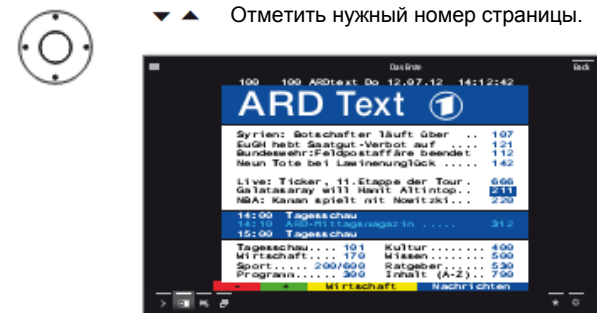 Отметить нужный номер страницы.
Das Erste Back
100 100 ARDtext Do 12.07.12 14:12:42
ARD Text 1
Syrien: Botschafter läuft über .. 107
EuGH hebt Saatgut-Verbot auf .... 121
Bundeswehr:Feldpostaffäre beendet 112
Neun Tote bei Lawinenunglück ..... 142
Live: Ticker, 11.Etappe der Tour. 666
Galatasaray will Hamit Altintop.. 211
NBA: Kaman spielt mit Nowitzki... 220
14:00 Tagesschau
14:10 ARD-Mittagsmagazin ..... 312
15:00 Tagesschau
Tagesschau.... 101 Kultur........ 400
Wirtschaft.... 170 Wissen........ 500
Sport..... 200/600 Ratgeber...... 530
Programm...... 300 Inhalt (A-Z).. 790
- + Wirtschaft Nachrichten